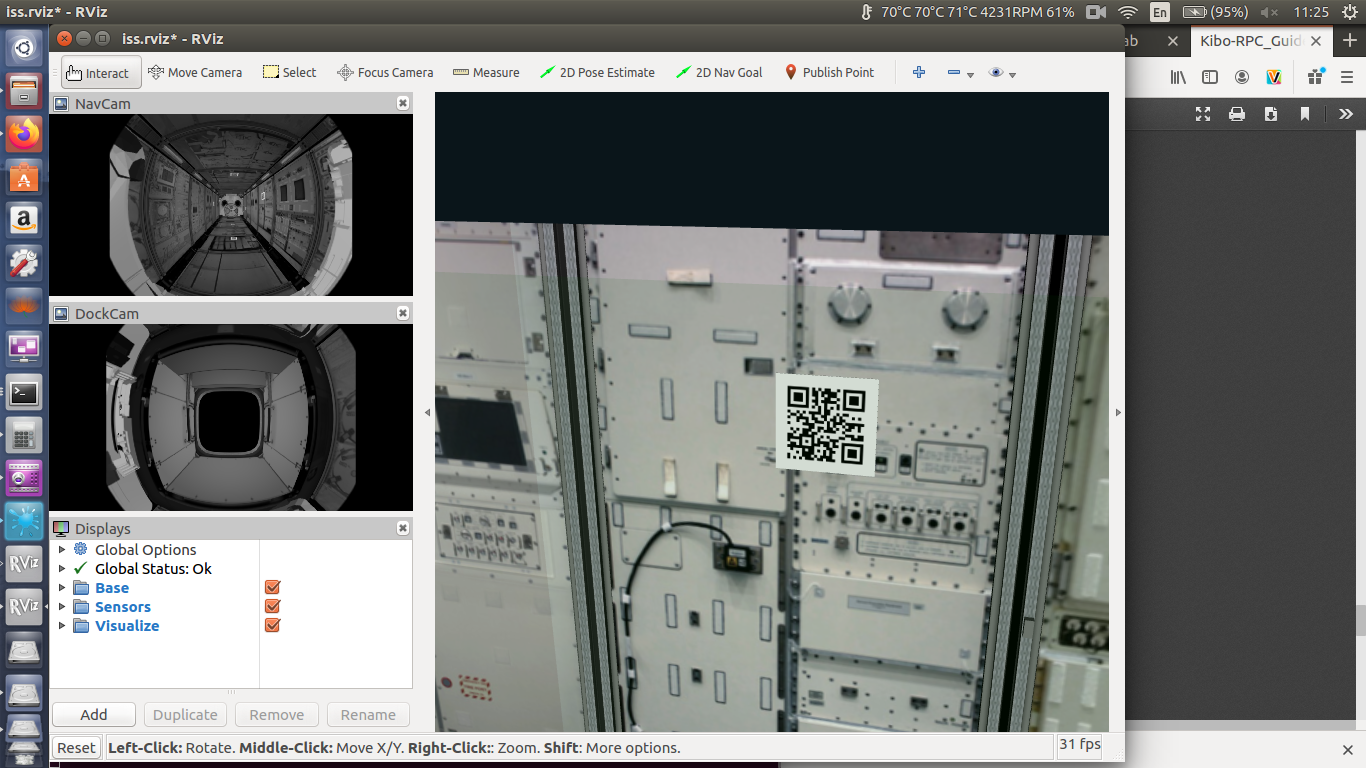 iss.rviz* - RViz
70°C 70°C 71°C 4231RPM 61%
En
(95%)
11:25
iss.rviz* - RViz
ab
Kibo-RPC_Guid
Interact
Move Camera
Select
Focus Camera
Measure
2D Pose Estimate
2D Nav Goal
Publish Point
NavCam
DockCam
Displays
Global Options
Global Status: Ok
Base
Sensors
Visualize
RViz
RViz
Add
Duplicate
Remove
Rename
Reset
Left-Click: Rotate. Middle-Click: Move X/Y. Right-Click:: Zoom. Shift: More options.
31 fps